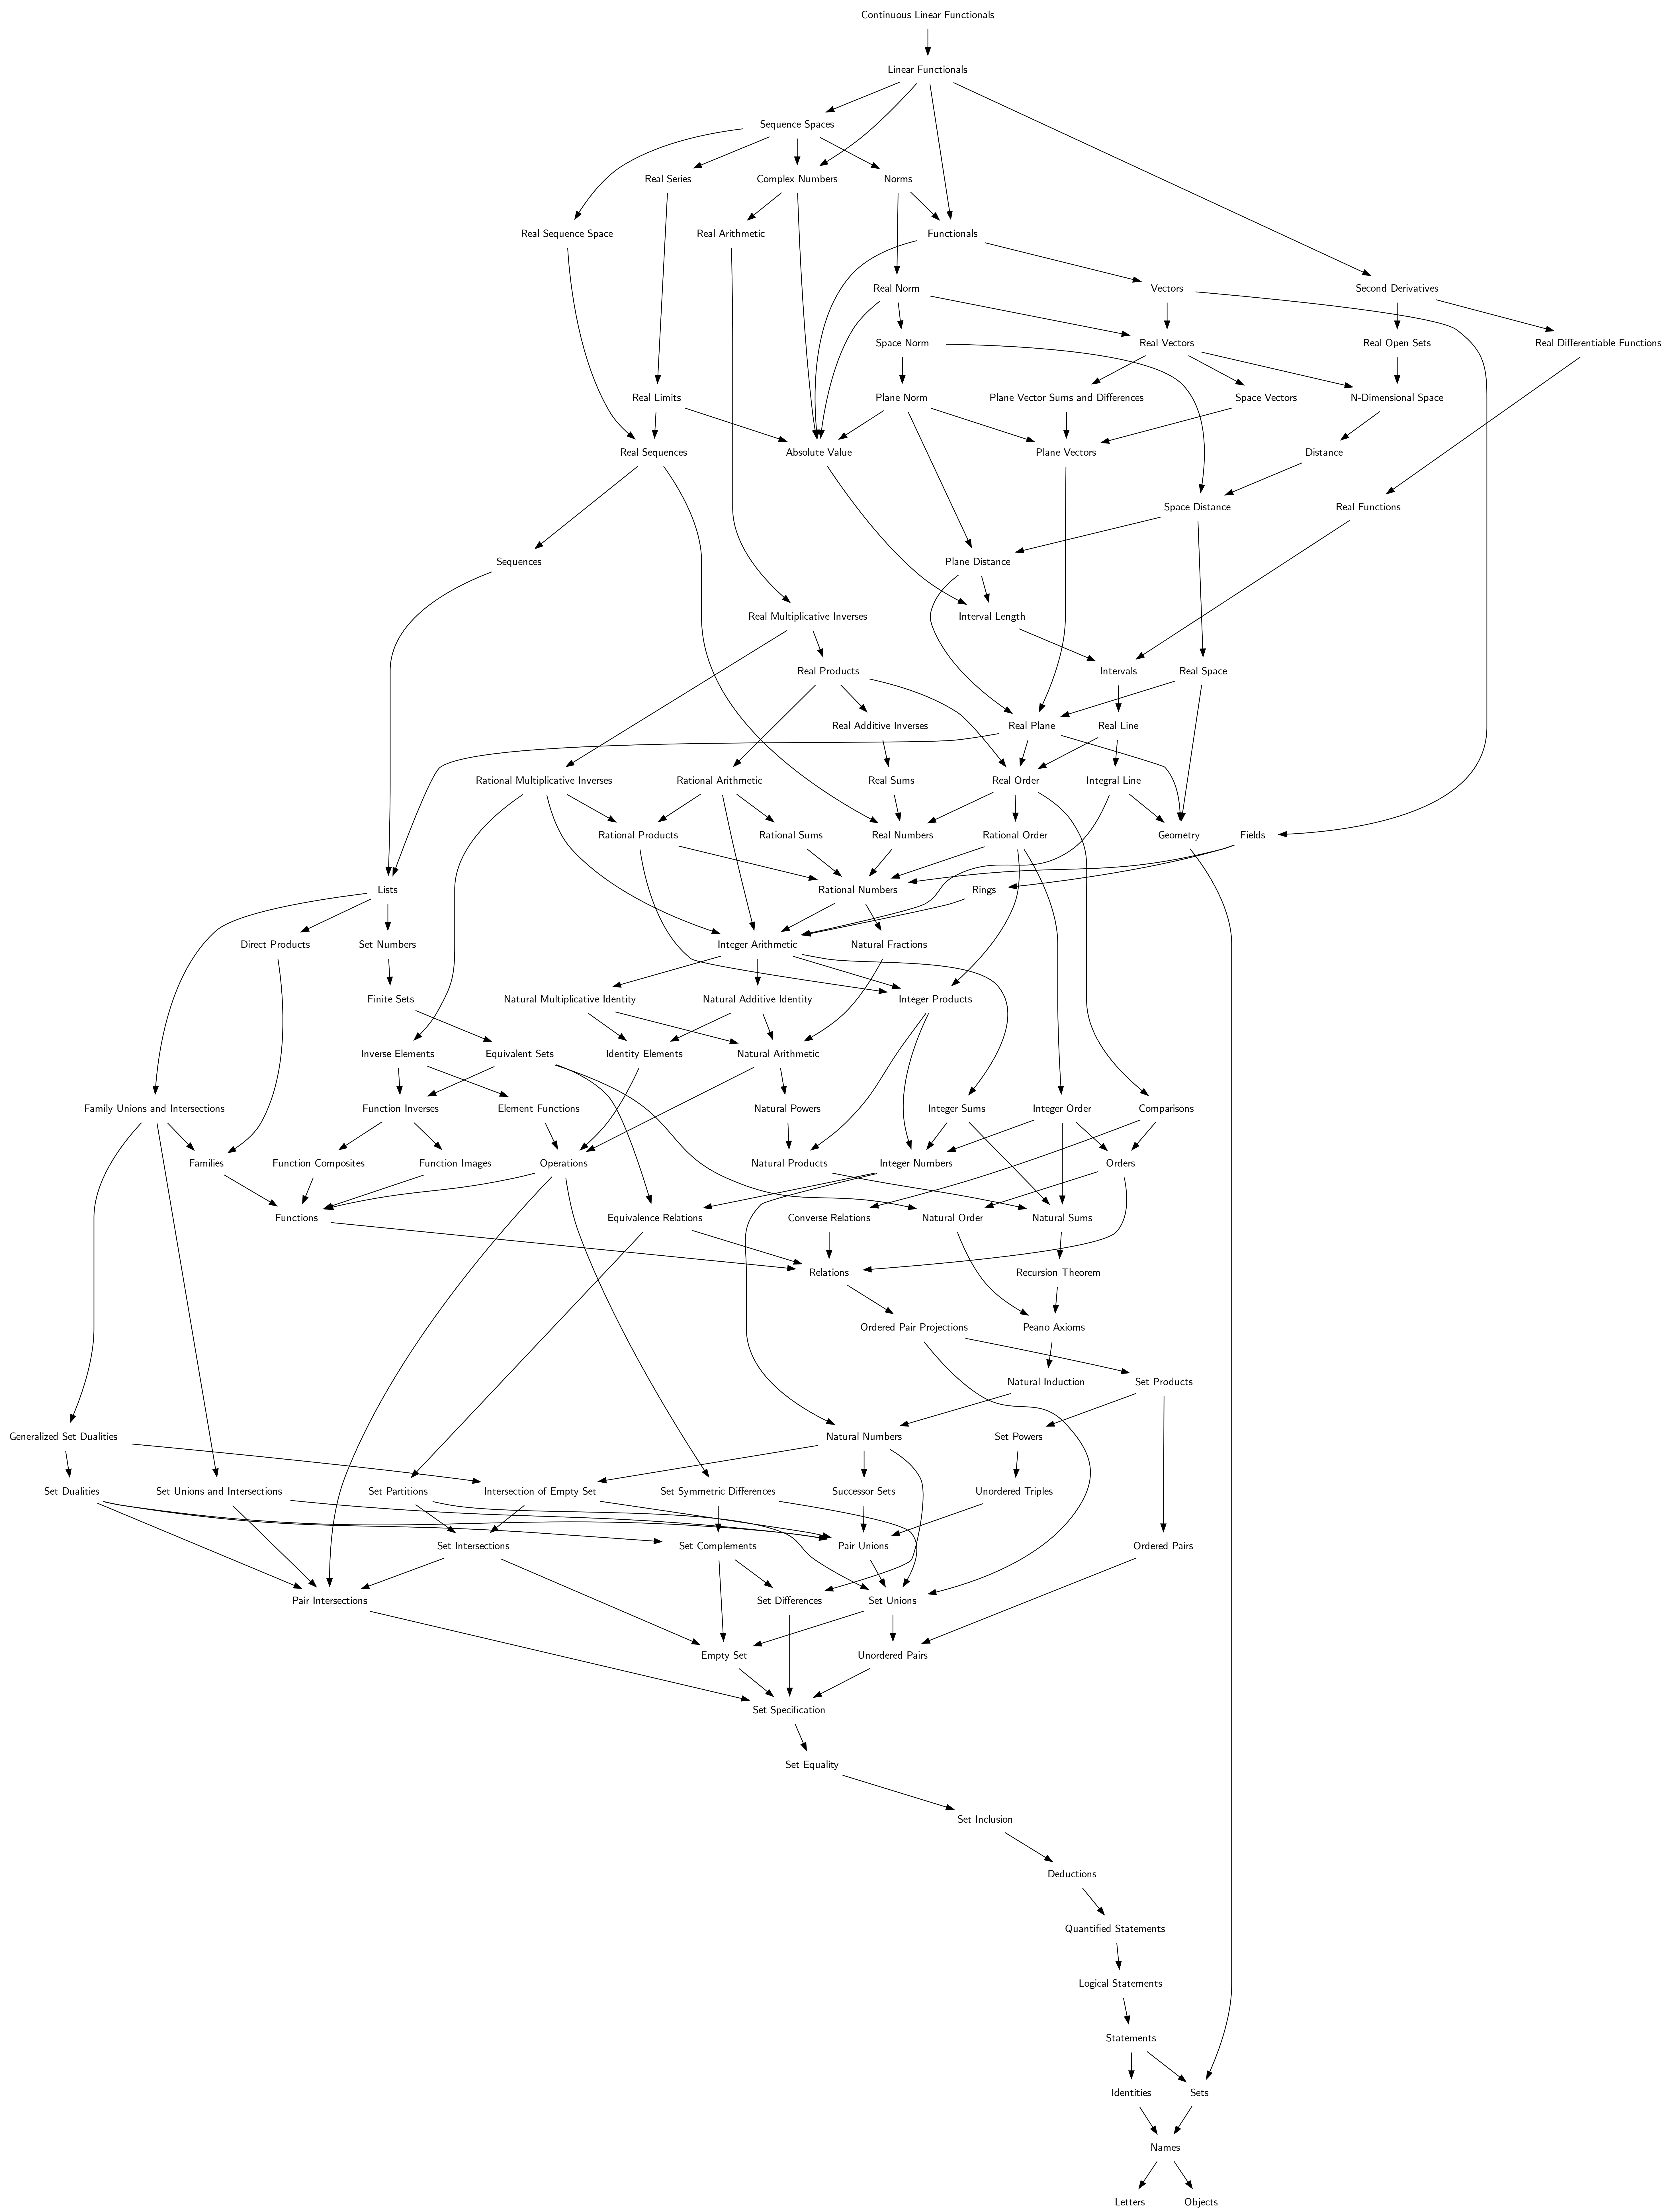 Continuous Linear Functionals
Linear Functionals
Sequence Spaces
Real Series
Complex Numbers
Norms
Real Sequence Space
Real Arithmetic
Functionals
Real Norm
Vectors
Second Derivatives
Space Norm
Real Vectors
Real Open Sets
Real Differentiable Functions
Real Limits
Plane Norm
Plane Vector Sums and Differences
Space Vectors
N-Dimensional Space
Real Sequences
Absolute Value
Plane Vectors
Distance
Space Distance
Real Functions
Sequences
Plane Distance
Real Multiplicative Inverses
Interval Length
Real Products
Intervals
Real Space
Real Additive Inverses
Real Plane
Real Line
Rational Multiplicative Inverses
Rational Arithmetic
Real Sums
Real Order
Integral Line
Rational Products
Rational Sums
Real Numbers
Rational Order
Geometry
Fields
Lists
Rational Numbers
Rings
Direct Products
Set Numbers
Integer Arithmetic
Natural Fractions
Finite Sets
Natural Multiplicative Identity
Natural Additive Identity
Integer Products
Inverse Elements
Equivalent Sets
Identity Elements
Natural Arithmetic
Family Unions and Intersections
Function Inverses
Element Functions
Natural Powers
Integer Sums
Integer Order
Comparisons
Families
Function Composites
Function Images
Operations
Natural Products
Integer Numbers
Orders
Functions
Equivalence Relations
Converse Relations
Natural Order
Natural Sums
Relations
Recursion Theorem
Ordered Pair Projections
Peano Axioms
Natural Induction
Set Products
Generalized Set Dualities
Natural Numbers
Set Powers
Set Dualities
Set Unions and Intersections
Set Partitions
Intersection of Empty Set
Set Symmetric Differences
Successor Sets
Unordered Triples
Set Intersections
Set Complements
Pair Unions
Ordered Pairs
Pair Intersections
Set Differences
Set Unions
Empty Set
Unordered Pairs
Set Specification
Set Equality
Set Inclusion
Deductions
Quantified Statements
Logical Statements
Statements
Identities
Sets
Names
Letters
Objects